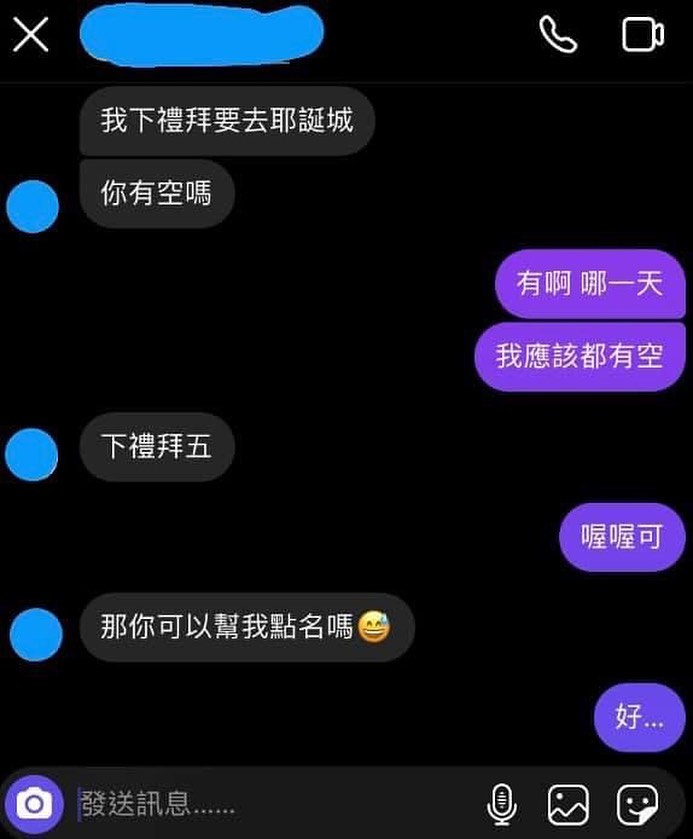 我下禮拜要去耶誕城
你有空嗎
有啊 哪一天
我應該都有空
下禮拜五
喔喔可
那你可以幫我點名嗎😅
好...
發送訊息......